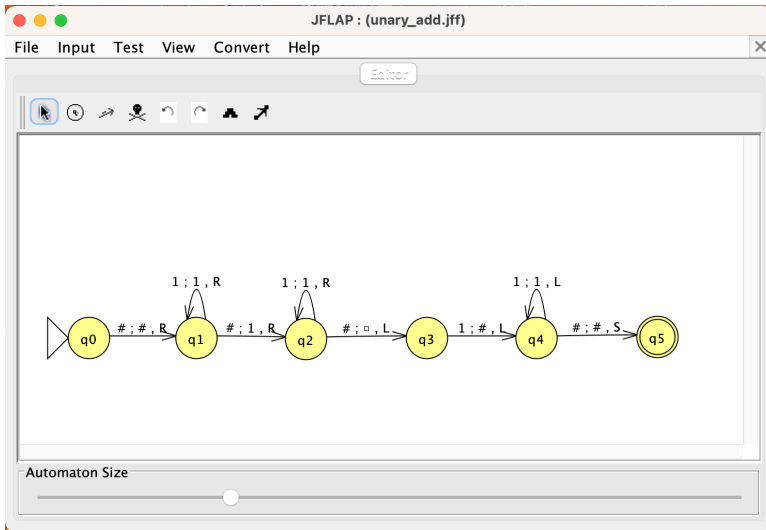 JFLAP : (unary_add.jff)
File Input Test View Convert Help
Editor
1 ; 1 , R
1 ; 1 , R
1 ; 1 , L
# ; # , R
# ; 1 , R
# ; □ , L
1 ; # , L
# ; # , S
q0
q1
q2
q3
q4
q5
Automaton Size